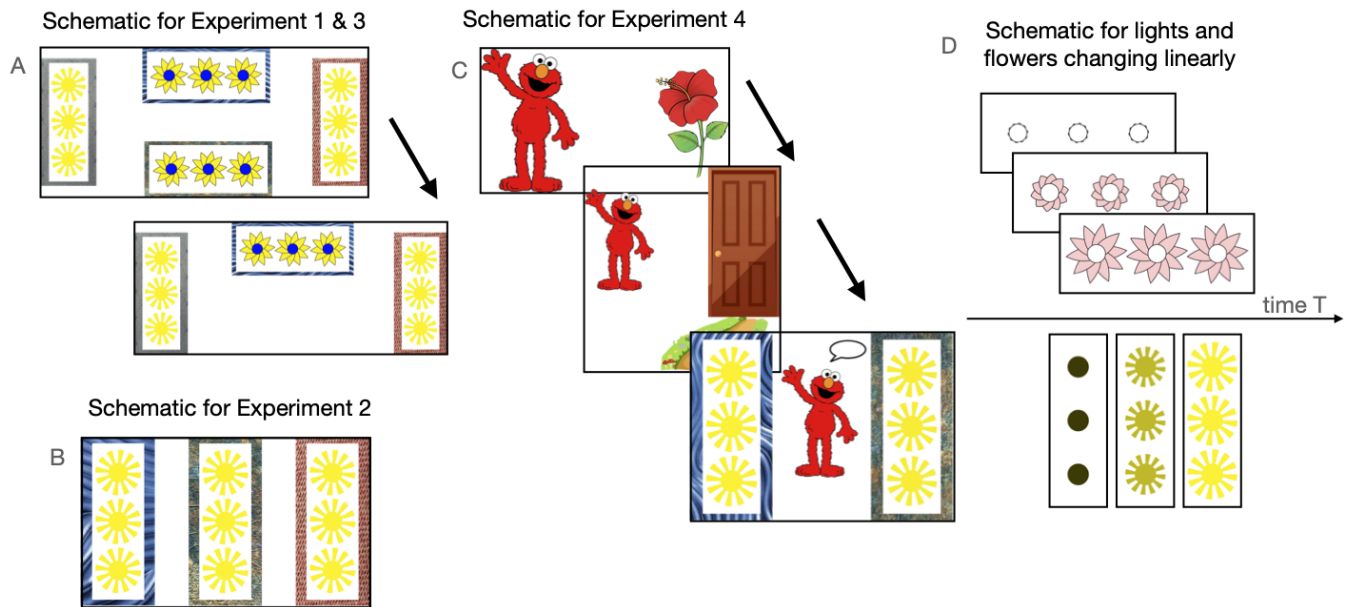 Schematic for Experiment 1 & 3
A
Schematic for Experiment 2
B
Schematic for Experiment 4
C
D
Schematic for lights and
flowers changing linearly
time T